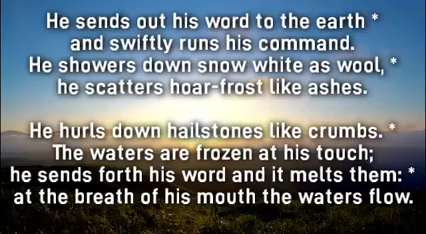 He sends out his word to the earth *
and swiftly runs his command.
He showers down snow white as wool, *
he scatters hoar-frost like ashes.
He hurls down hailstones like crumbs. *
The waters are frozen at his touch;
he sends forth his word and it melts them: *
at the breath of his mouth the waters flow.